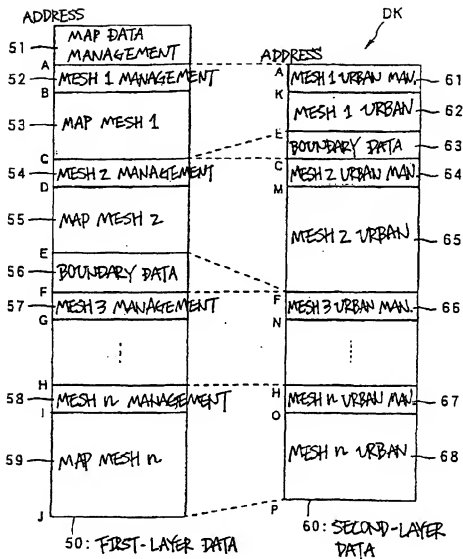 ADDRESS
DK
51
MAP DATA
MANAGEMENT
ADDRESS
A
52
MESH 1 MANAGEMENT
B
53
MAP MESH 1
C
54
MESH 2 MANAGEMENT
D
55
MAP MESH 2
E
56
BOUNDARY DATA
F
57
MESH 3 MANAGEMENT
G
H
58
MESH n MANAGEMENT
I
59
MAP MESH n
J
50: FIRST-LAYER DATA
A
MESH 1 URBAN MAN.
61
K
MESH 1 URBAN
62
BOUNDARY DATA
63
C
MESH 2 URBAN MAN.
64
M
MESH 2 URBAN
65
F
MESH 3 URBAN MAN.
66
N
H
MESH n URBAN MAN.
67
O
MESH n URBAN
68
P
60: SECOND-LAYER
DATA